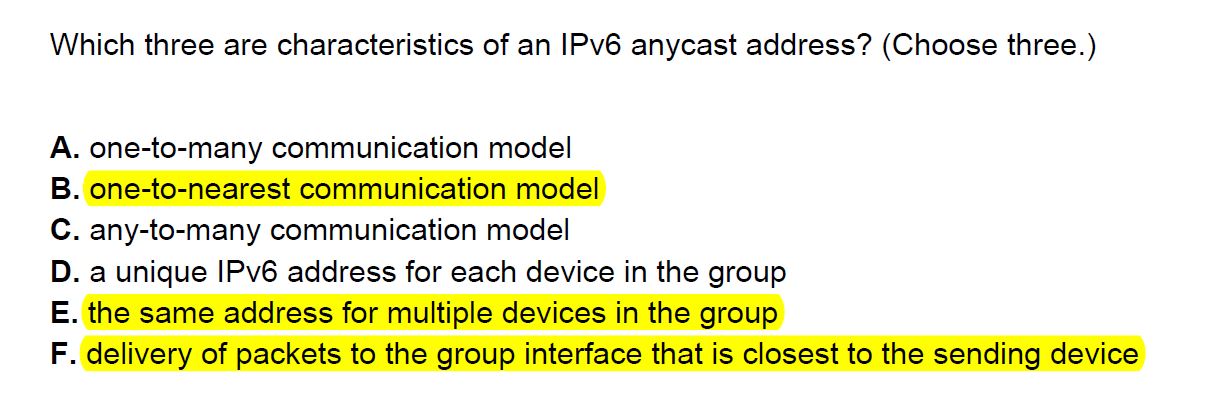 Which three are characteristics of an IPv6 anycast address? (Choose three.)
A. one-to-many communication model
B. one-to-nearest communication model
C. any-to-many communication model
D. a unique IPv6 address for each device in the group
E. the same address for multiple devices in the group
F. delivery of packets to the group interface that is closest to the sending device